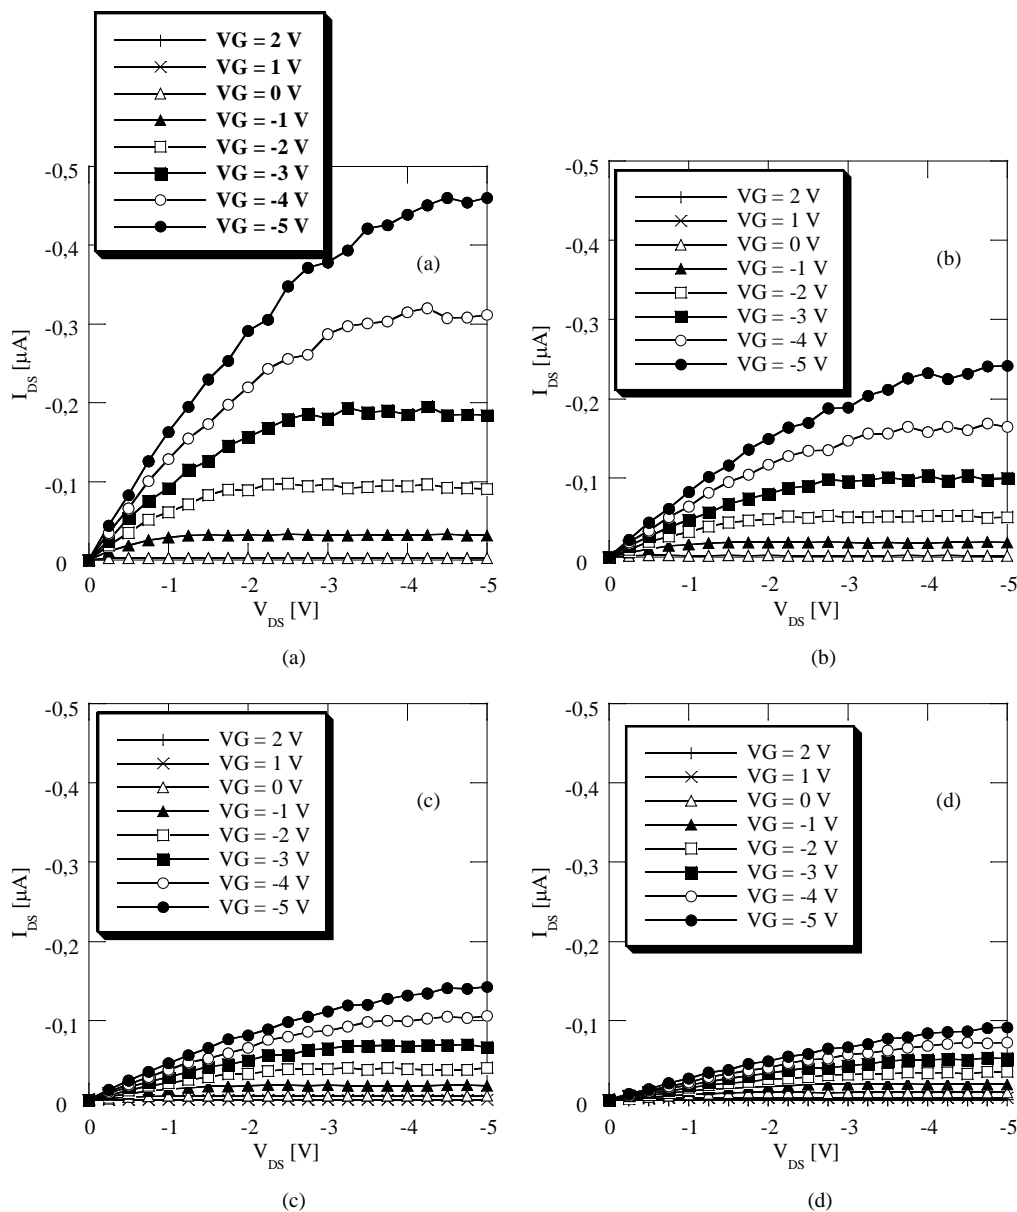 VG = 2 V
VG = 1 V
VG = 0 V
VG = -1 V
VG = -2 V
VG = -3 V
VG = -4 V
VG = -5 V
-0,5
-0,4
-0,3
-0,2
-0,1
0
I_DS [µA]
(a)
0 -1 -2 -3 -4 -5
V_DS [V]
(a)
VG = 2 V
VG = 1 V
VG = 0 V
VG = -1 V
VG = -2 V
VG = -3 V
VG = -4 V
VG = -5 V
-0,5
-0,4
-0,3
-0,2
-0,1
0
I_DS [µA]
(b)
0 -1 -2 -3 -4 -5
V_DS [V]
(b)
VG = 2 V
VG = 1 V
VG = 0 V
VG = -1 V
VG = -2 V
VG = -3 V
VG = -4 V
VG = -5 V
-0,5
-0,4
-0,3
-0,2
-0,1
0
I_DS [µA]
(c)
0 -1 -2 -3 -4 -5
V_DS [V]
(c)
VG = 2 V
VG = 1 V
VG = 0 V
VG = -1 V
VG = -2 V
VG = -3 V
VG = -4 V
VG = -5 V
-0,5
-0,4
-0,3
-0,2
-0,1
0
I_DS [µA]
(d)
0 -1 -2 -3 -4 -5
V_DS [V]
(d)